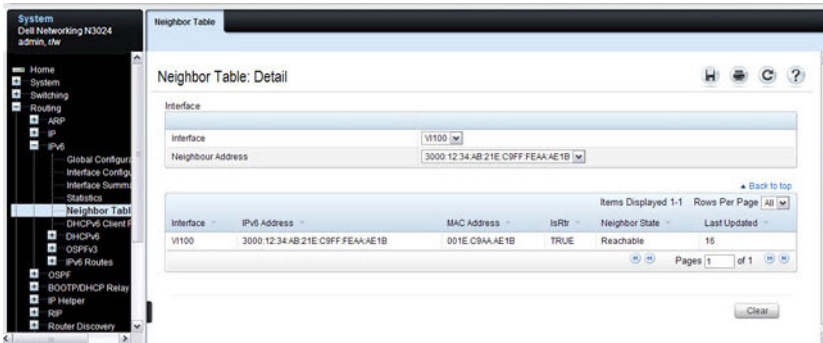 System
Dell Networking N3024
admin, r/w
Home
System
Switching
Routing
ARP
IP
IPv6
Global Configura
Interface Configu
Interface Summa
Statistics
Neighbor Tabl
DHCPv6 Client P
DHCPv6
OSPFv3
IPv6 Routes
OSPF
BOOTP/DHCP Relay
IP Helper
RIP
Router Discovery
Neighbor Table
Neighbor Table: Detail
Interface
Interface Vl100
Neighbour Address 3000:12:34:AB:21E:C9FF:FEAA:AE1B
Back to top
Items Displayed 1-1 Rows Per Page All
Interface IPv6 Address MAC Address IsRtr Neighbor State Last Updated
Vl100 3000:12:34:AB:21E:C9FF:FEAA:AE1B 001E.C9AA.AE1B TRUE Reachable 16
Pages 1 of 1
Clear